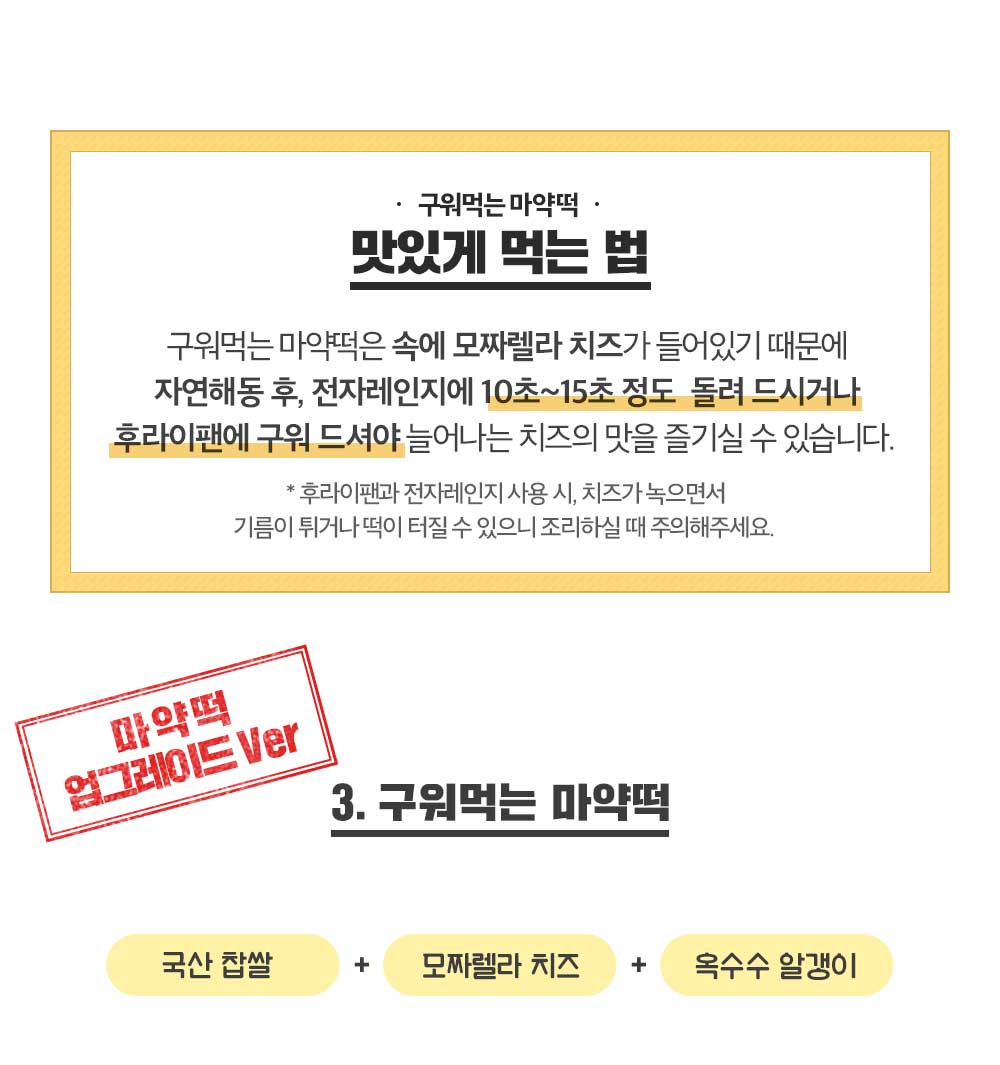 · 구워먹는 마약떡 ·
맛있게 먹는 법
구워먹는 마약떡은 속에 모짜렐라 치즈가 들어있기 때문에
자연해동 후, 전자레인지에 10초~15초 정도 돌려 드시거나
후라이팬에 구워 드셔야 늘어나는 치즈의 맛을 즐기실 수 있습니다.
* 후라이팬과 전자레인지 사용 시, 치즈가 녹으면서
기름이 튀거나 떡이 터질 수 있으니 조리하실 때 주의해주세요.
마약떡
업그레이드 Ver
3. 구워먹는 마약떡
국산 찹쌀 + 모짜렐라 치즈 + 옥수수 알갱이